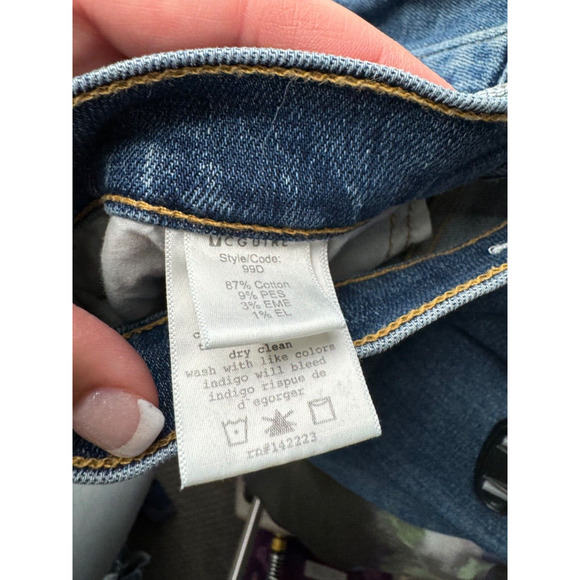 MCGUIRE
Style/Code:
99D
87% Cotton
9% PES
3% EME
1% EL
dry clean
wash with like colors
indigo will bleed
indigo rispue de
d'egorger
rn#142223